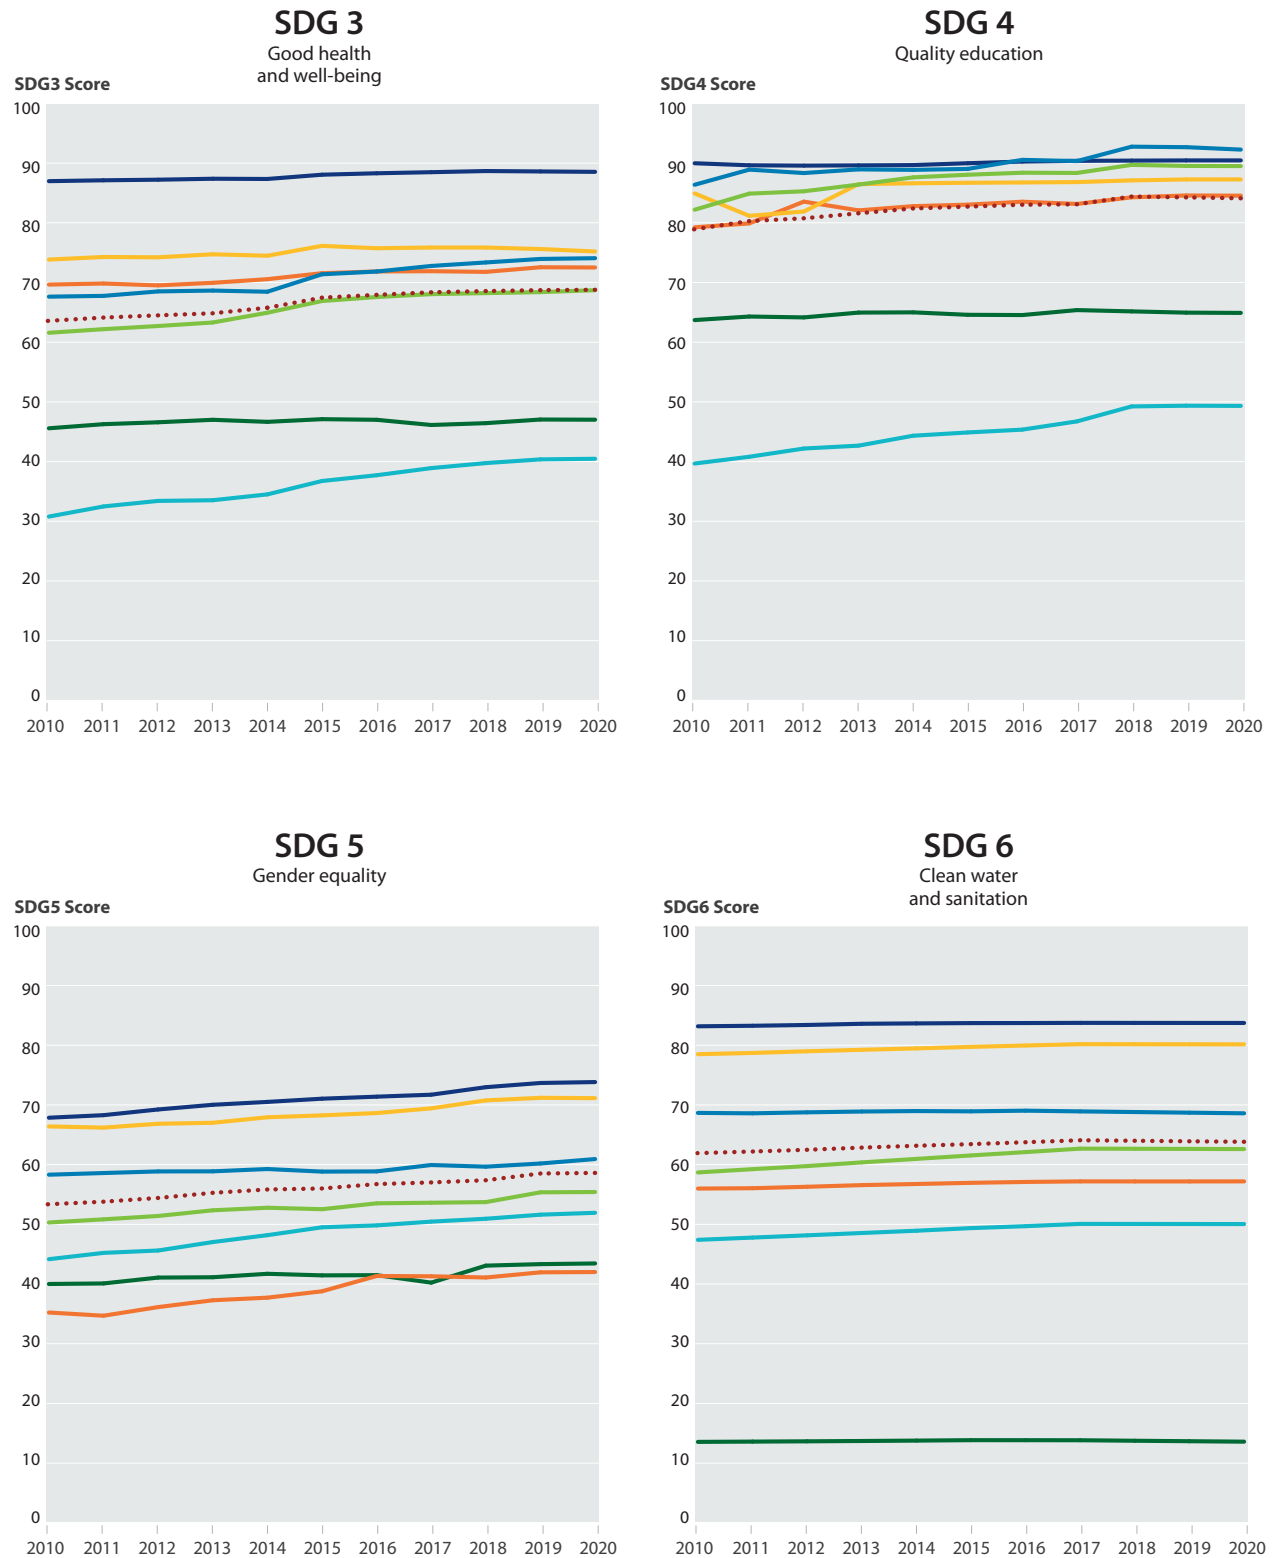 SDG 3
Good health
and well-being
SDG3 Score
100
90
80
70
60
50
40
30
20
10
0
2010 2011 2012 2013 2014 2015 2016 2017 2018 2019 2020
SDG 4
Quality education
SDG4 Score
100
90
80
70
60
50
40
30
20
10
0
2010 2011 2012 2013 2014 2015 2016 2017 2018 2019 2020
SDG 5
Gender equality
SDG5 Score
100
90
80
70
60
50
40
30
20
10
0
2010 2011 2012 2013 2014 2015 2016 2017 2018 2019 2020
SDG 6
Clean water
and sanitation
SDG6 Score
100
90
80
70
60
50
40
30
20
10
0
2010 2011 2012 2013 2014 2015 2016 2017 2018 2019 2020